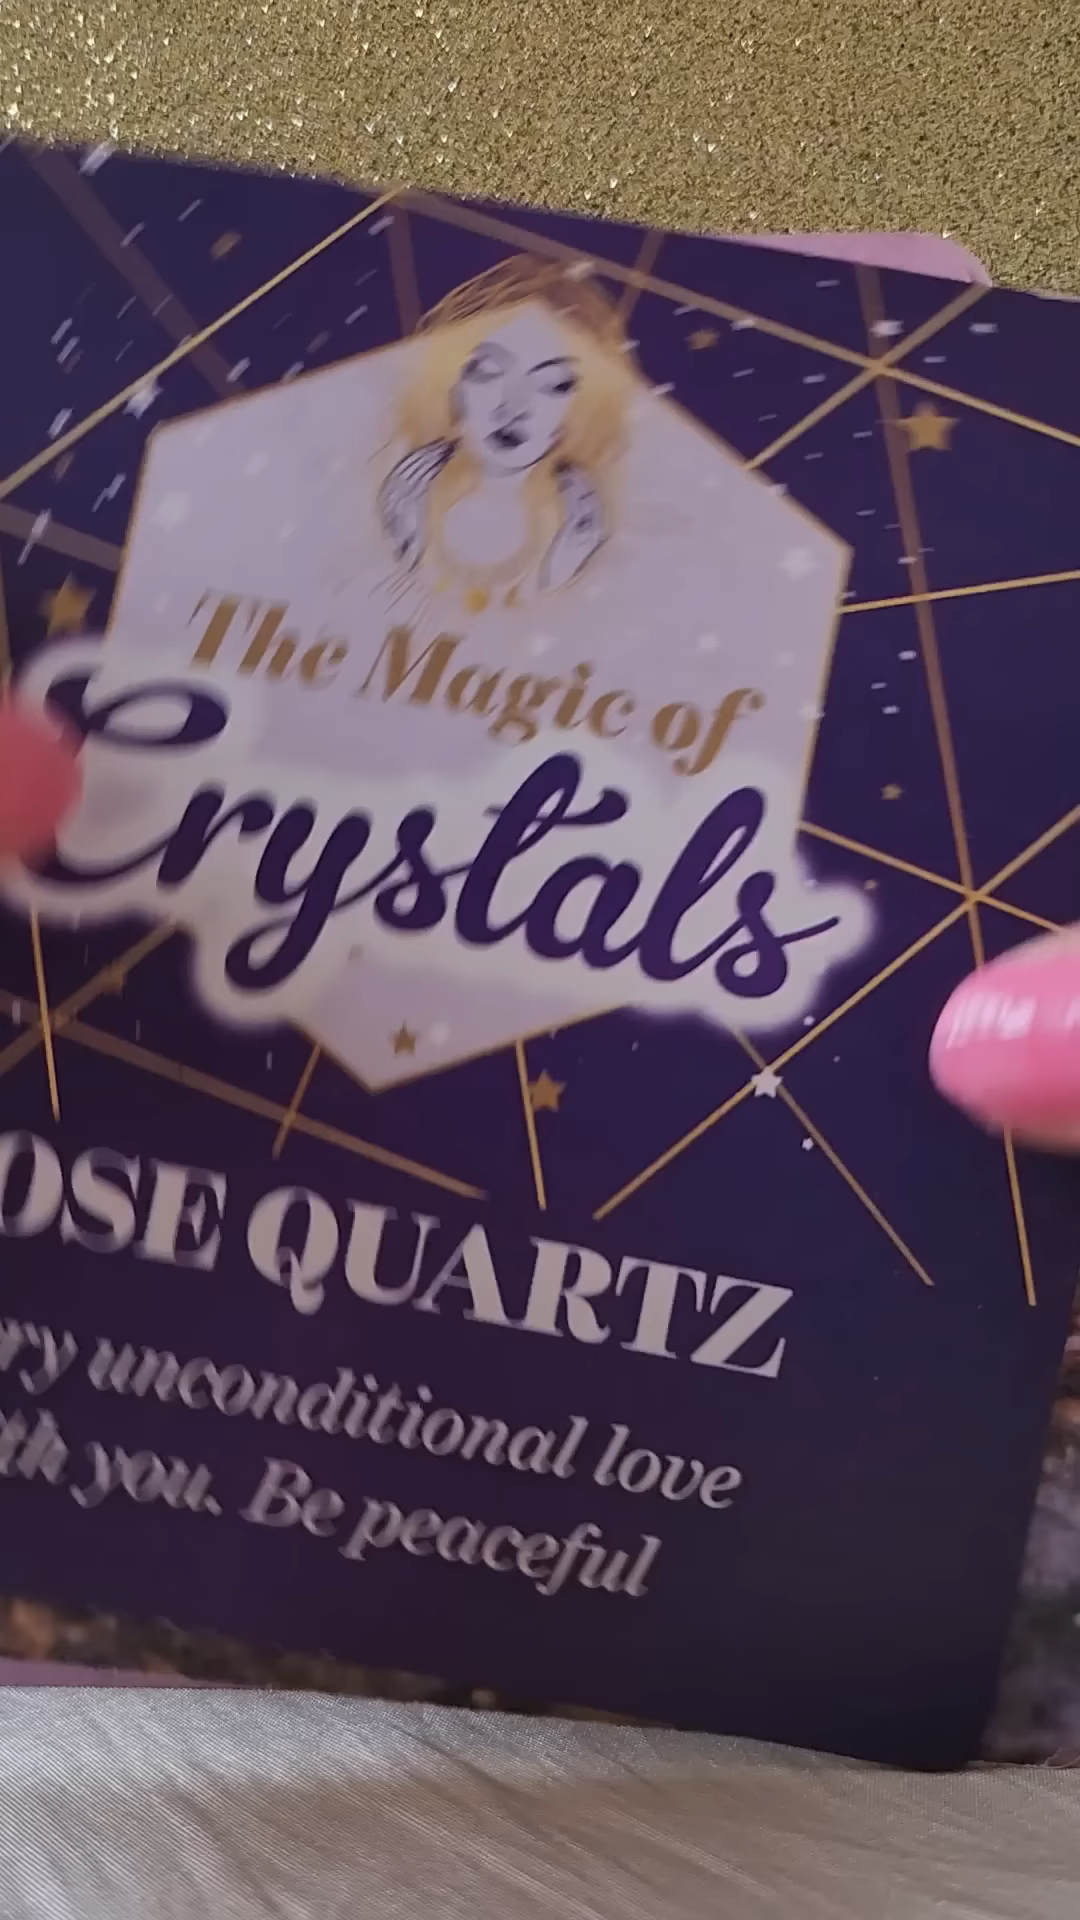 The Magic of
Crystals
OSE QUARTZ
unconditional love
you. Be peaceful